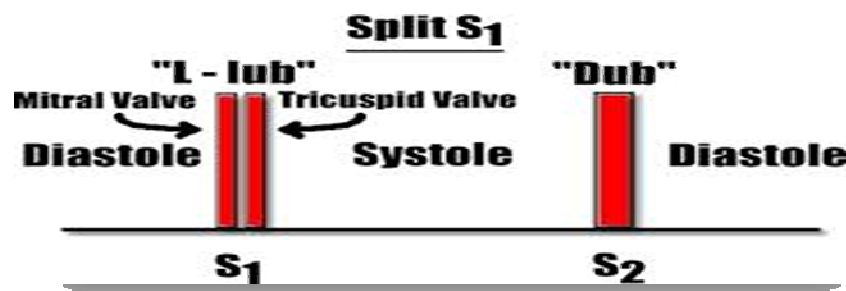 Split S1
"L - lub" "Dub"
Mitral Valve Tricuspid Valve
Diastole Systole Diastole
S1 S2